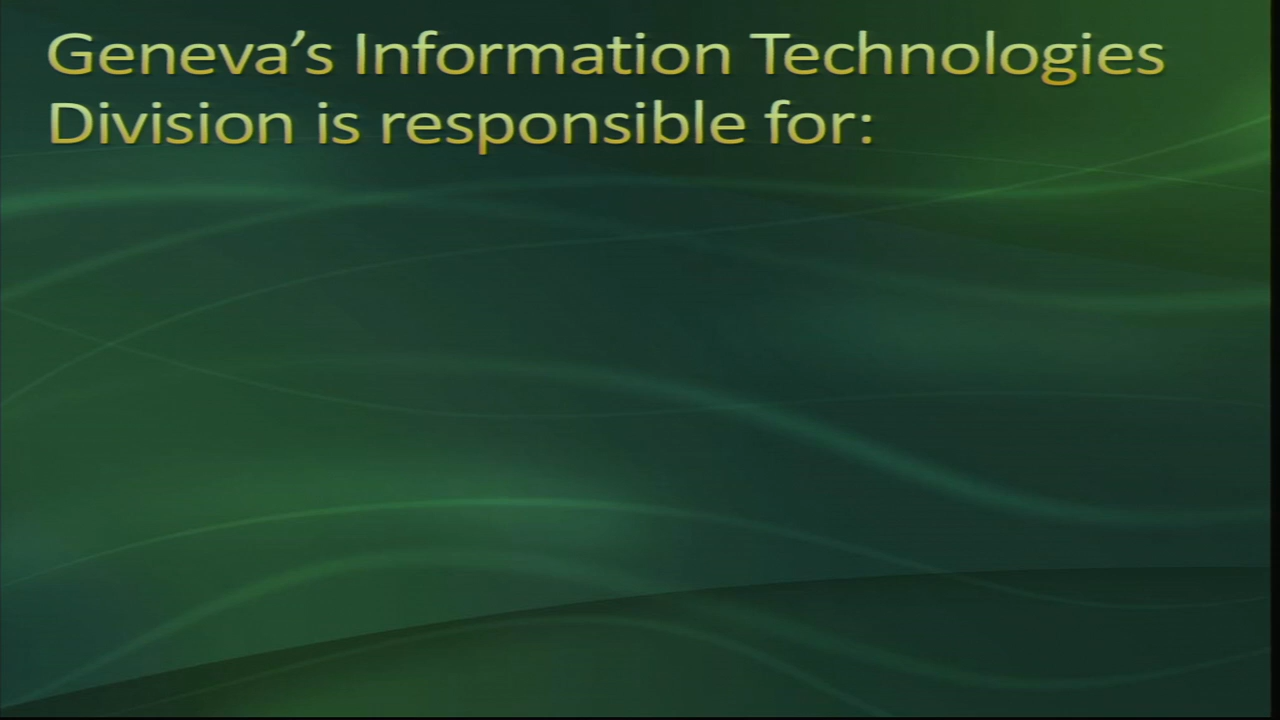 Geneva’s Information Technologies
Division is responsible for: